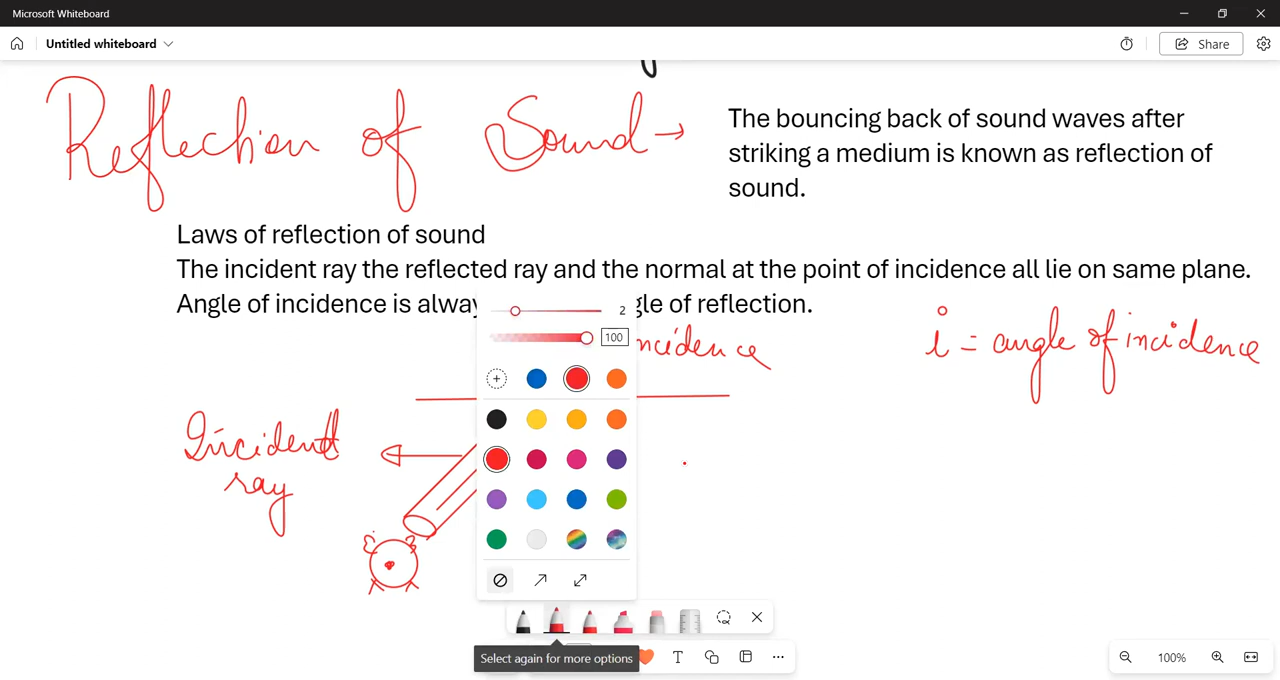 Microsoft Whiteboard
Untitled whiteboard
Share
Reflection of Sound →
The bouncing back of sound waves after
striking a medium is known as reflection of
sound.
Laws of reflection of sound
The incident ray the reflected ray and the normal at the point of incidence all lie on same plane.
Angle of incidence is alway gle of reflection.
2
100
ncidence
i = angle of incidence
Incident
ray
Select again for more options
T
100%